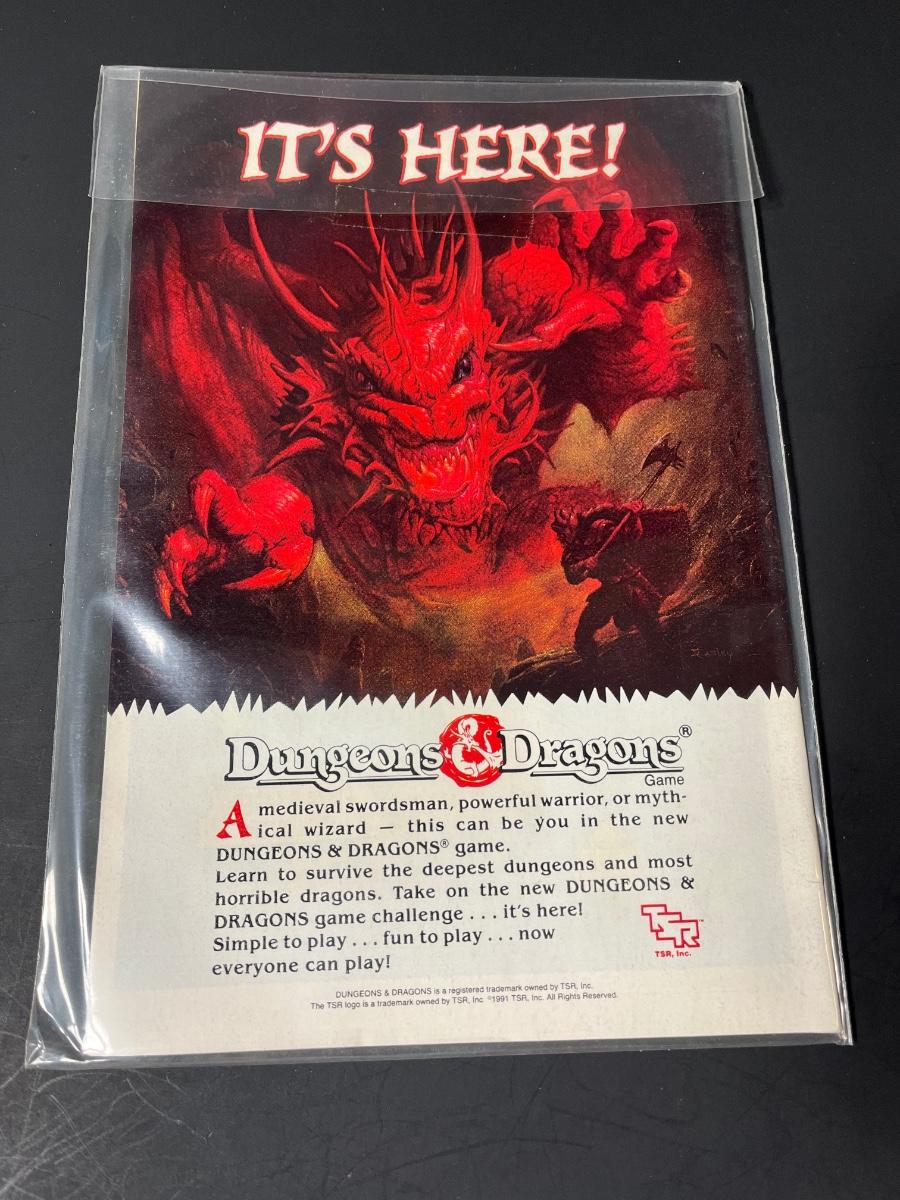 IT'S HERE!
Easley
Dungeons & Dragons®
Game
A medieval swordsman, powerful warrior, or myth-
ical wizard — this can be you in the new
DUNGEONS & DRAGONS® game.
Learn to survive the deepest dungeons and most
horrible dragons. Take on the new DUNGEONS &
DRAGONS game challenge . . . it's here!
Simple to play . . . fun to play . . . now
everyone can play!
TSR™
TSR, Inc.
DUNGEONS & DRAGONS is a registered trademark owned by TSR, Inc.
The TSR logo is a trademark owned by TSR, Inc. ©1991 TSR, Inc. All Rights Reserved.